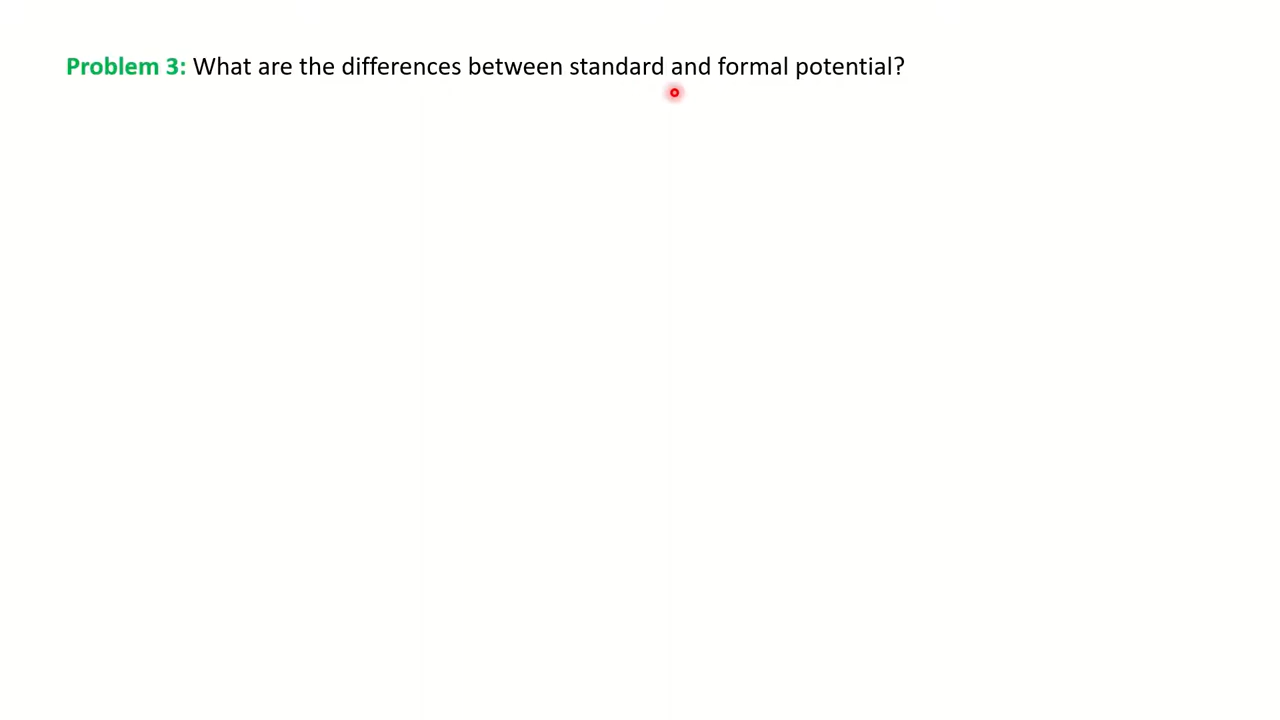 Problem 3: What are the differences between standard and formal potential?